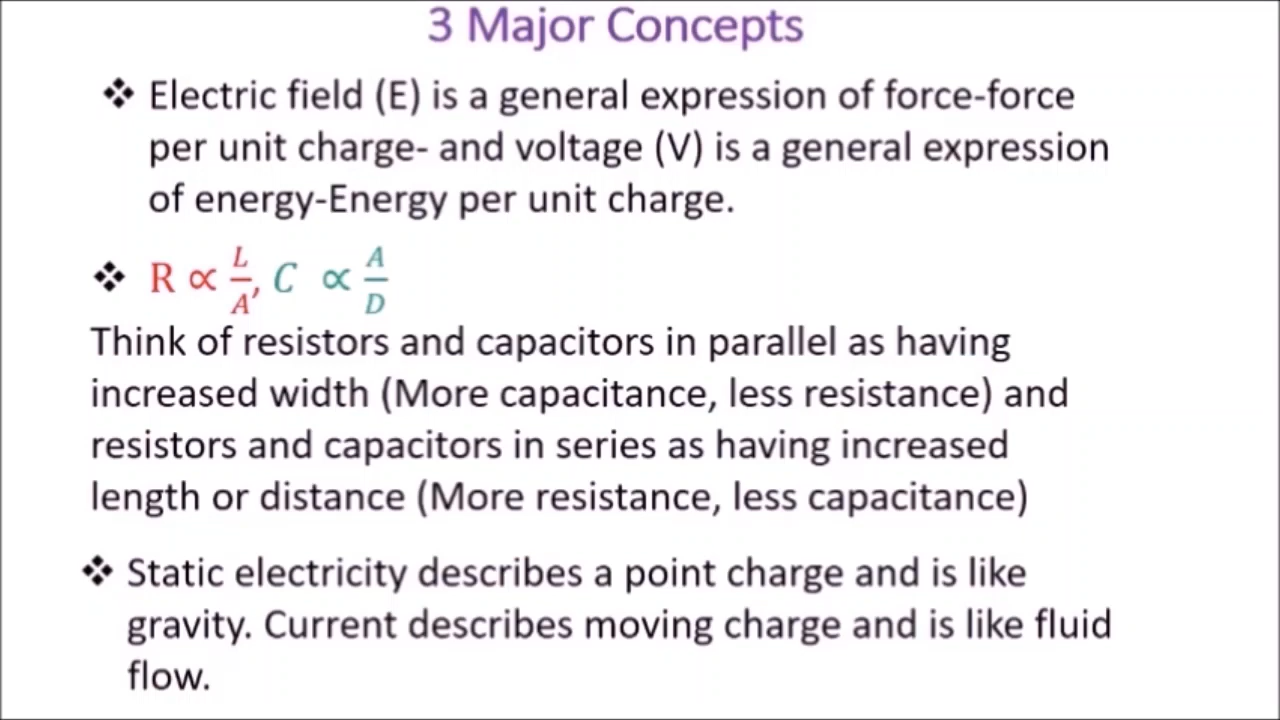 3 Major Concepts
❖ Electric field (E) is a general expression of force-force
per unit charge- and voltage (V) is a general expression
of energy-Energy per unit charge.
❖ R ∝ L/A, C ∝ A/D
Think of resistors and capacitors in parallel as having
increased width (More capacitance, less resistance) and
resistors and capacitors in series as having increased
length or distance (More resistance, less capacitance)
❖ Static electricity describes a point charge and is like
gravity. Current describes moving charge and is like fluid
flow.